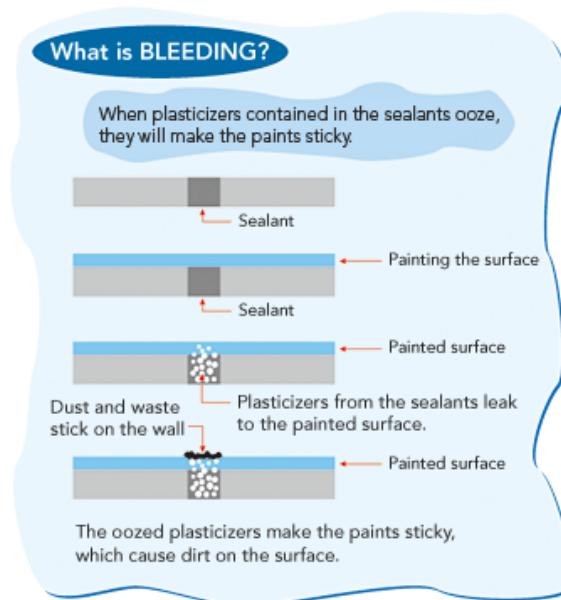 What is BLEEDING?
When plasticizers contained in the sealants ooze,
they will make the paints sticky.
Sealant
Painting the surface
Sealant
Painted surface
Plasticizers from the sealants leak
to the painted surface.
Dust and waste
stick on the wall
Painted surface
The oozed plasticizers make the paints sticky,
which cause dirt on the surface.